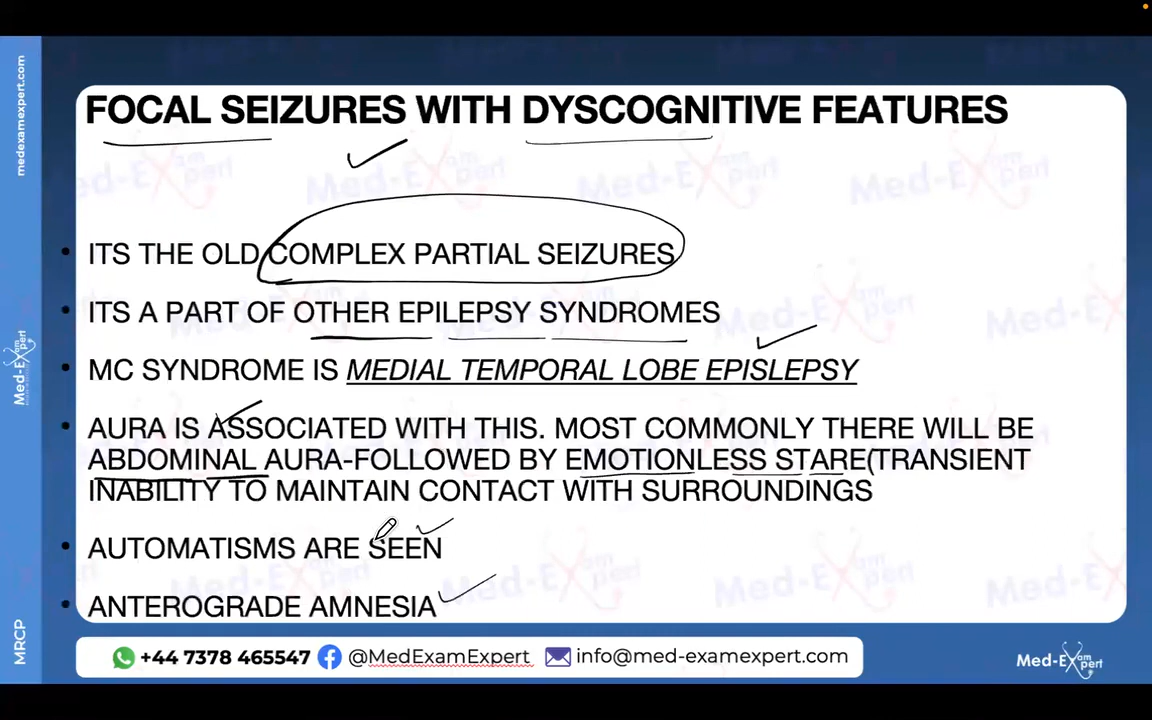 medexamexpert.com
Med-Expert
MRCP
FOCAL SEIZURES WITH DYSCOGNITIVE FEATURES
• ITS THE OLD COMPLEX PARTIAL SEIZURES
• ITS A PART OF OTHER EPILEPSY SYNDROMES
• MC SYNDROME IS MEDIAL TEMPORAL LOBE EPISLEPSY
• AURA IS ASSOCIATED WITH THIS. MOST COMMONLY THERE WILL BE
ABDOMINAL AURA-FOLLOWED BY EMOTIONLESS STARE(TRANSIENT
INABILITY TO MAINTAIN CONTACT WITH SURROUNDINGS
• AUTOMATISMS ARE SEEN
• ANTEROGRADE AMNESIA
+44 7378 465547 @MedExamExpert info@med-examexpert.com
Med-Exam Expert